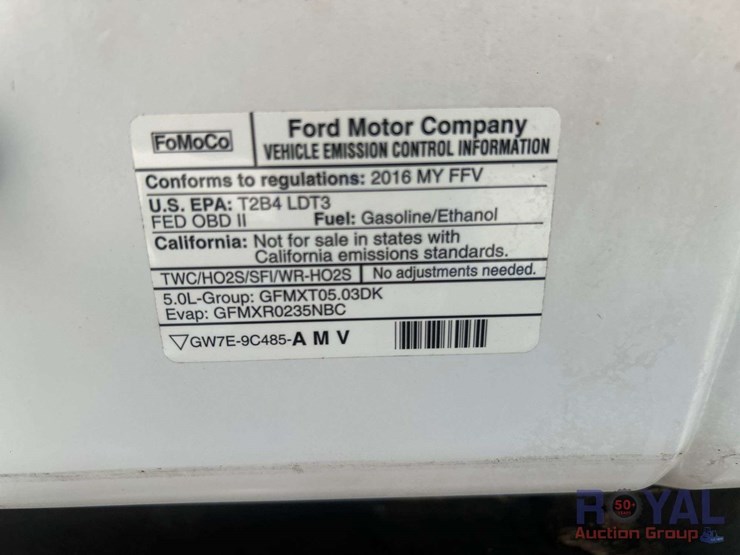 FoMoCo
Ford Motor Company
VEHICLE EMISSION CONTROL INFORMATION
Conforms to regulations: 2016 MY FFV
U.S. EPA: T2B4 LDT3
FED OBD II Fuel: Gasoline/Ethanol
California: Not for sale in states with
California emissions standards.
TWC/HO2S/SFI/WR-HO2S No adjustments needed.
5.0L-Group: GFMXT05.03DK
Evap: GFMXR0235NBC
GW7E-9C485-A M V
ROYAL
50+
Auction Group